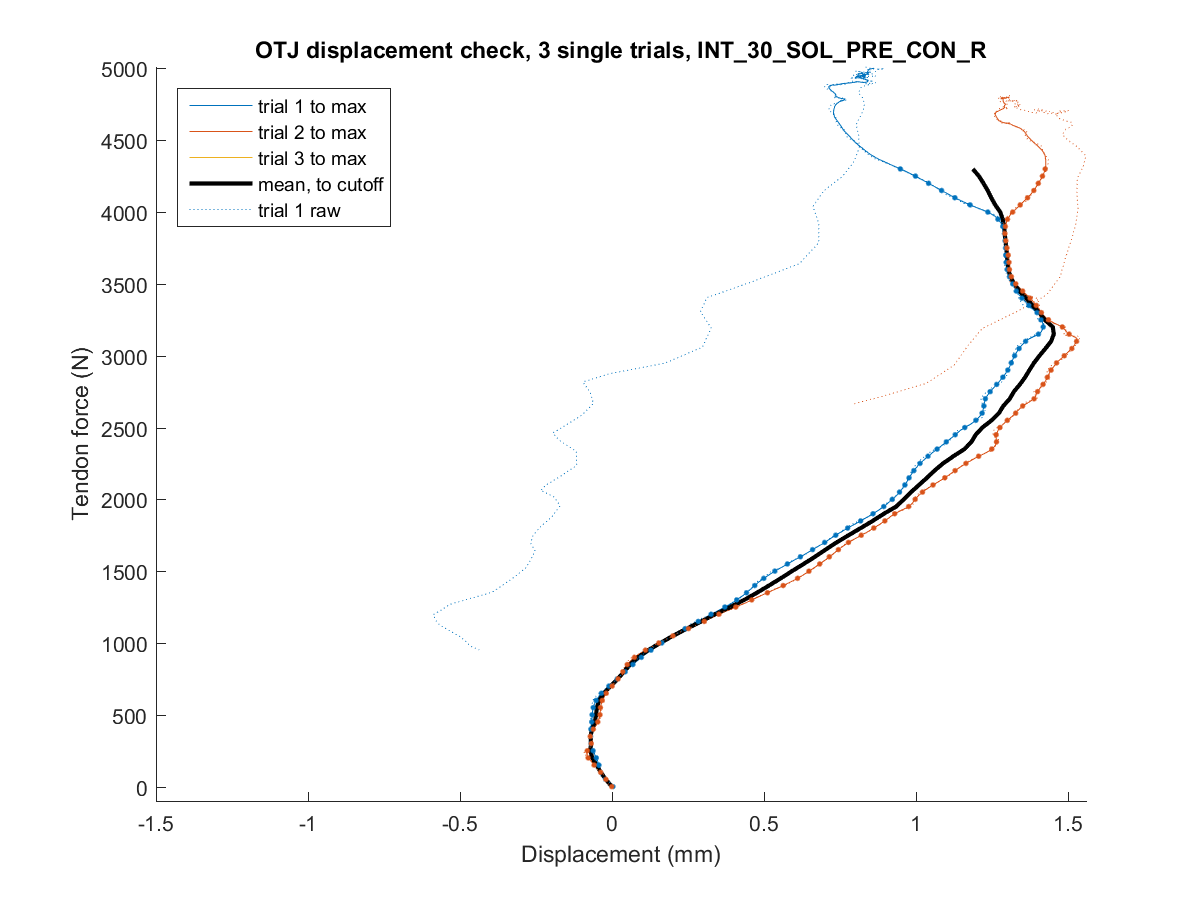 OTJ displacement check, 3 single trials, INT_30_SOL_PRE_CON_R
5000
4500
4000
3500
3000
2500
2000
1500
1000
500
0
Tendon force (N)
trial 1 to max
trial 2 to max
trial 3 to max
mean, to cutoff
trial 1 raw
-1.5 -1 -0.5 0 0.5 1 1.5
Displacement (mm)